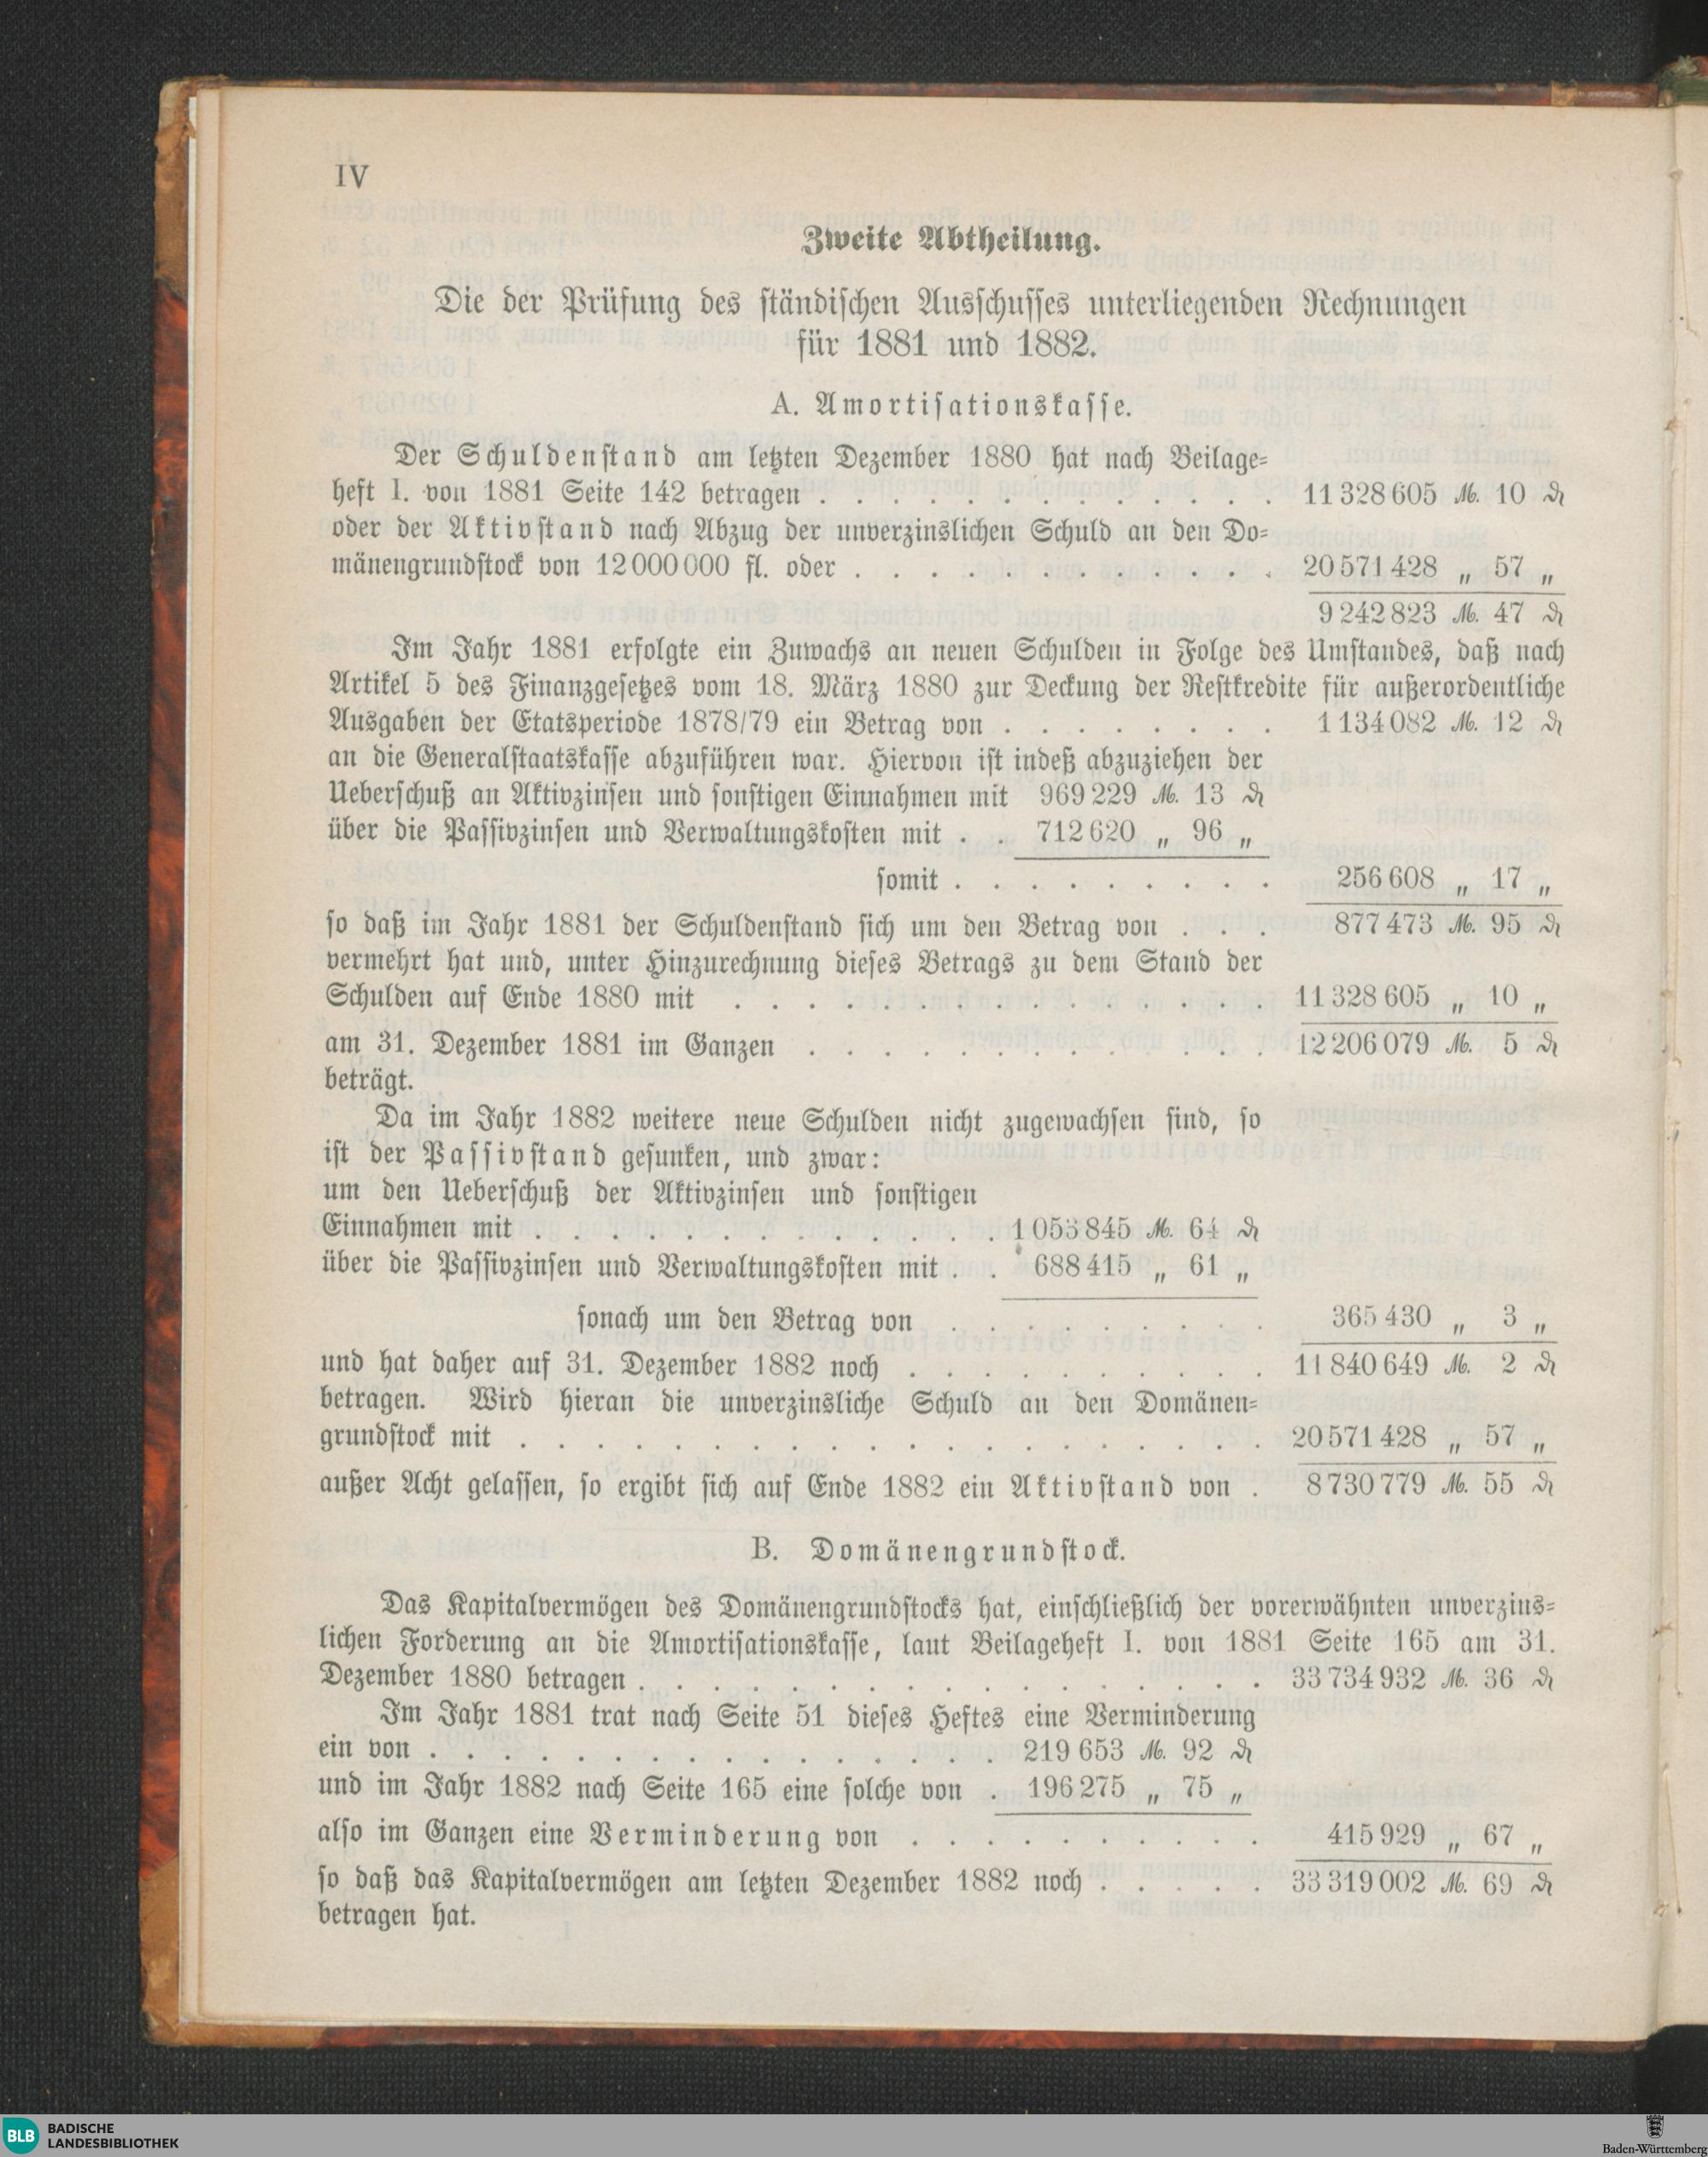 IV
Zweite Abtheilung.
Die der Prüfung des ständischen Ausschusses unterliegenden Rechnungen
für 1881 und 1882.
A. Amortisationskasse.
Der Schuldenstand am letzten Dezember 1880 hat nach Beilage-
heft I. von 1881 Seite 142 betragen . . . . . . . . . . . . . 11 328 605 M. 10 ₰
oder der Aktivstand nach Abzug der unverzinslichen Schuld an den Do-
mänengrundstock von 12 000 000 fl. oder . . . . . . . . . . . . 20 571 428 „ 57 „
9 242 823 M. 47 ₰
Im Jahr 1881 erfolgte ein Zuwachs an neuen Schulden in Folge des Umstandes, daß nach
Artikel 5 des Finanzgesetzes vom 18. März 1880 zur Deckung der Restkredite für außerordentliche
Ausgaben der Etatsperiode 1878/79 ein Betrag von . . . . . . . . 1 134 082 M. 12 ₰
an die Generalstaatskasse abzuführen war. Hiervon ist indeß abzuziehen der
Ueberschuß an Aktivzinsen und sonstigen Einnahmen mit 969 229 M. 13 ₰
über die Passivzinsen und Verwaltungskosten mit . . 712 620 „ 96 „
somit . . . . . . . . . 256 608 „ 17 „
so daß im Jahr 1881 der Schuldenstand sich um den Betrag von . . . 877 473 M. 95 ₰
vermehrt hat und, unter Hinzurechnung dieses Betrags zu dem Stand der
Schulden auf Ende 1880 mit . . . . . . . . . . . . . . . 11 328 605 „ 10 „
am 31. Dezember 1881 im Ganzen . . . . . . . . . . . . . 12 206 079 M. 5 ₰
beträgt.
Da im Jahr 1882 weitere neue Schulden nicht zugewachsen sind, so
ist der Passivstand gesunken, und zwar:
um den Ueberschuß der Aktivzinsen und sonstigen
Einnahmen mit . . . . . . . . . . . . . 1 053 845 M. 64 ₰
über die Passivzinsen und Verwaltungskosten mit . . 688 415 „ 61 „
sonach um den Betrag von . . . . . . . . . 365 430 „ 3 „
und hat daher auf 31. Dezember 1882 noch . . . . . . . . . . 11 840 649 M. 2 ₰
betragen. Wird hieran die unverzinsliche Schuld an den Domänen-
grundstock mit . . . . . . . . . . . . . . . . . . . . 20 571 428 „ 57 „
außer Acht gelassen, so ergibt sich auf Ende 1882 ein Aktivstand von . 8 730 779 M. 55 ₰
B. Domänengrundstock.
Das Kapitalvermögen des Domänengrundstocks hat, einschließlich der vorerwähnten unverzins-
lichen Forderung an die Amortisationskasse, laut Beilageheft I. von 1881 Seite 165 am 31.
Dezember 1880 betragen . . . . . . . . . . . . . . . . . 33 734 932 M. 36 ₰
Im Jahr 1881 trat nach Seite 51 dieses Heftes eine Verminderung
ein von . . . . . . . . . . . . . . . . 219 653 M. 92 ₰
und im Jahr 1882 nach Seite 165 eine solche von . 196 275 „ 75 „
also im Ganzen eine Verminderung von . . . . . . . . . . 415 929 „ 67 „
so daß das Kapitalvermögen am letzten Dezember 1882 noch . . . . . 33 319 002 M. 69 ₰
betragen hat.
BLB BADISCHE
LANDESBIBLIOTHEK
Baden-Württemberg